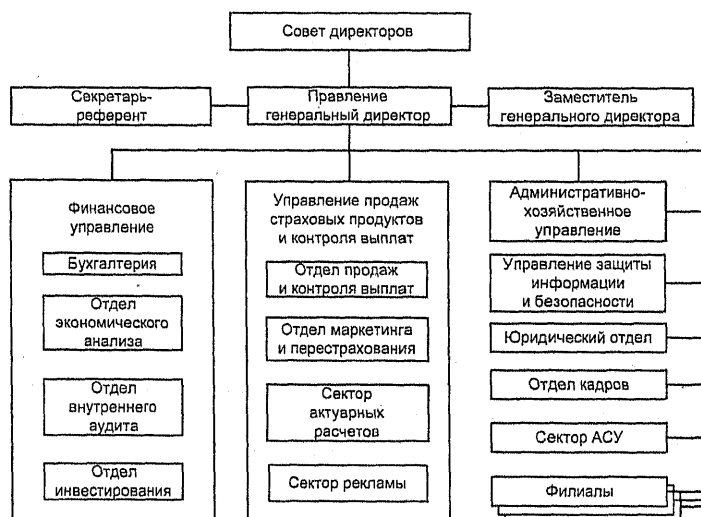 Совет директоров
Секретарь-
референт
Правление
генеральный директор
Заместитель
генерального директора
Финансовое
управление
Бухгалтерия
Отдел
экономического
анализа
Отдел
внутреннего
аудита
Отдел
инвестирования
Управление продаж
страховых продуктов
и контроля выплат
Отдел продаж
и контроля выплат
Отдел маркетинга
и перестрахования
Сектор
актуврных
расчетов
Сектор рекламы
Административно-
хозяйственное
управление
Управление защиты
информации
и безопасности
Юридический отдел
Отдел кадров
Сектор АСУ
Филиалы